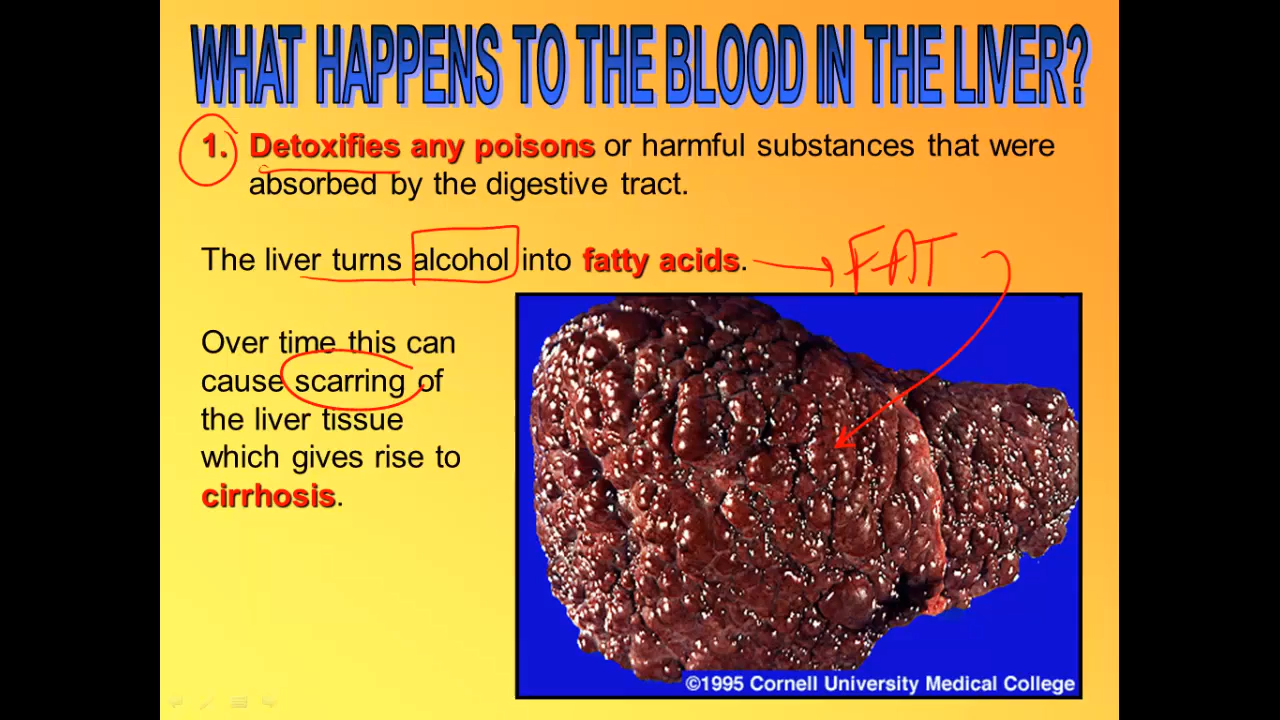 WHAT HAPPENS TO THE BLOOD IN THE LIVER?
1. Detoxifies any poisons or harmful substances that were
absorbed by the digestive tract.
The liver turns alcohol into fatty acids. FAT
Over time this can
cause scarring of
the liver tissue
which gives rise to
cirrhosis.
©1995 Cornell University Medical College